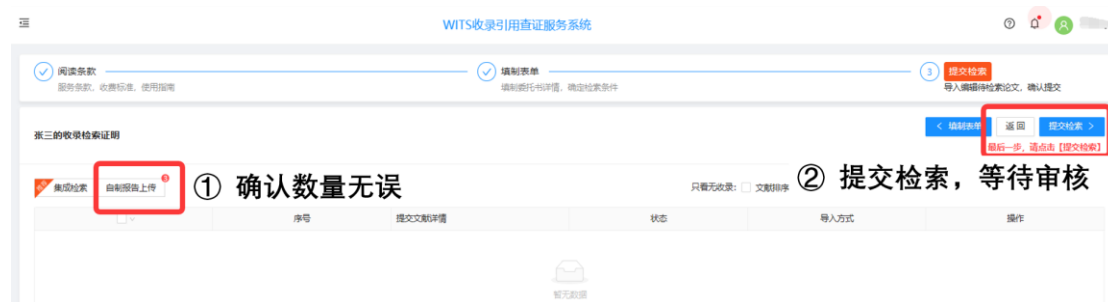 WITS收录引用查证服务系统
阅读条款
服务条款，收费标准，使用指南
填制表单
填制委托书详情，确定检索条件
3 提交检索
导入编辑待检索论文，确认提交
张三的收录检索证明
< 填制表单 返回 提交检索 >
最后一步，请点击【提交检索】
集成检索 自制报告上传 3
① 确认数量无误
只看无收录： 文献排序
② 提交检索，等待审核
序号 提交文献详情 状态 导入方式 操作
暂无数据